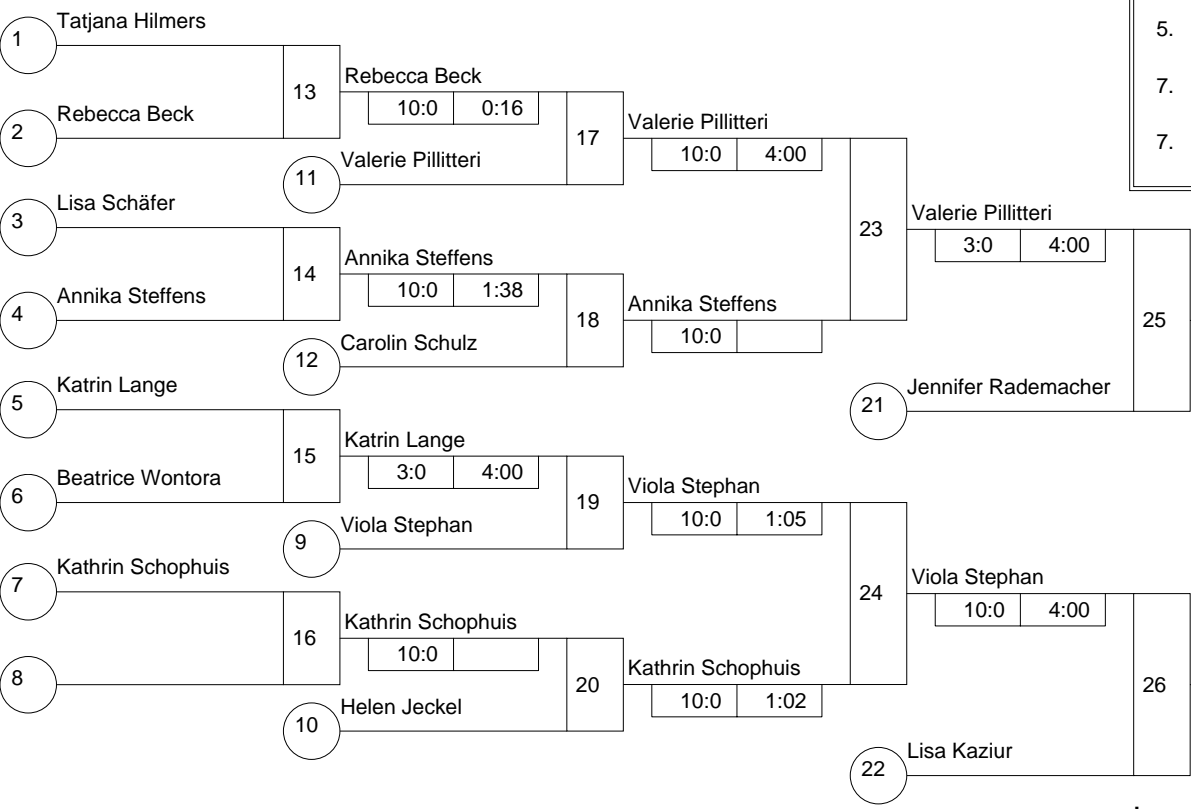 Tatjana Hilmers
1
5.
Rebecca Beck
13
7.
10:0 0:16
Rebecca Beck
2
Valerie Pillitteri
17
7.
10:0 4:00
Valerie Pillitteri
11
Lisa Schäfer
3
Valerie Pillitteri
23
3:0 4:00
Annika Steffens
14
10:0 1:38
Annika Steffens
4
Annika Steffens
18
25
10:0
Carolin Schulz
12
Katrin Lange
5
Jennifer Rademacher
21
Katrin Lange
15
3:0 4:00
Beatrice Wontora
6
Viola Stephan
19
10:0 1:05
Viola Stephan
9
Kathrin Schophuis
7
Viola Stephan
24
10:0 4:00
Kathrin Schophuis
16
10:0
Kathrin Schophuis
8
20
26
10:0 1:02
Helen Jeckel
10
Lisa Kaziur
22